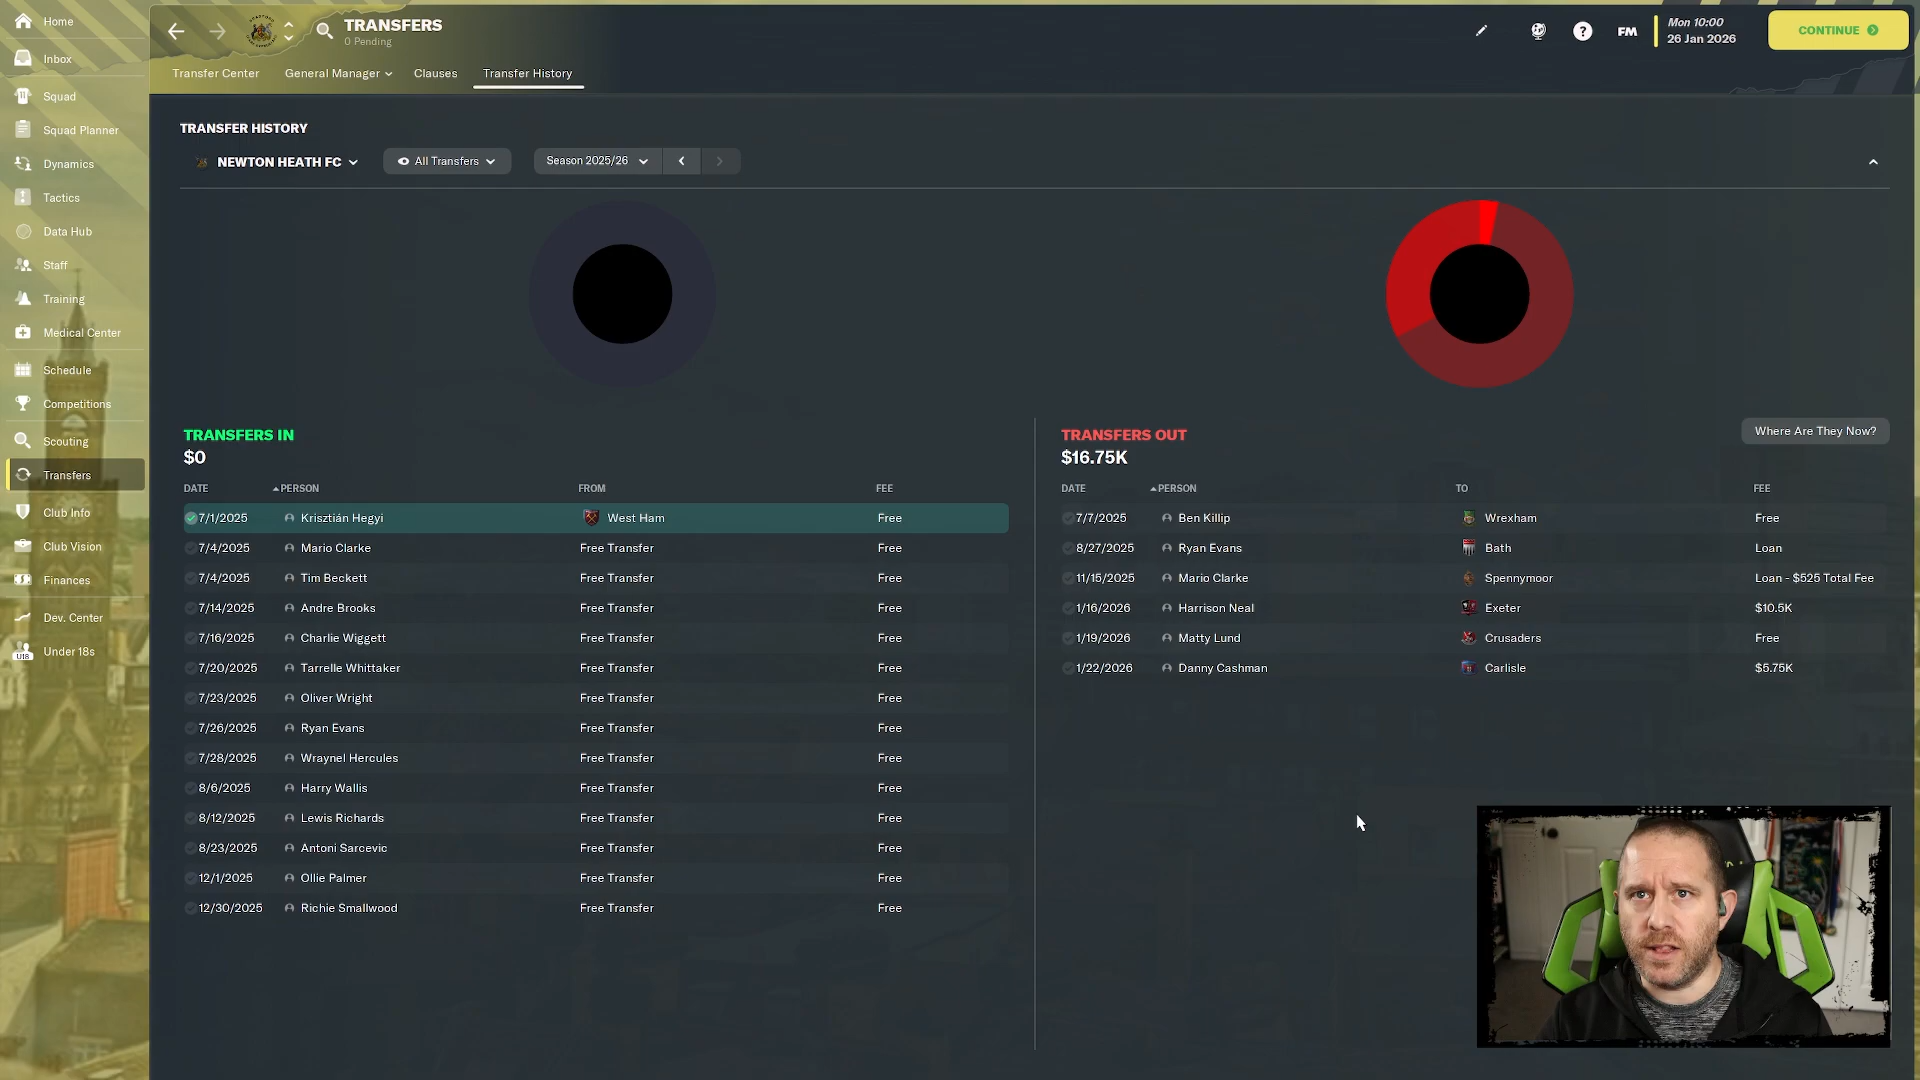 Home
Inbox
Squad
Squad Planner
Dynamics
Tactics
Data Hub
Staff
Training
Medical Center
Schedule
Competitions
Scouting
Transfers
Club Info
Club Vision
Finances
Dev. Center
U18 Under 18s
TRANSFERS
0 Pending
? FM Mon 10:00
26 Jan 2026
CONTINUE
Transfer Center General Manager Clauses Transfer History
TRANSFER HISTORY
NEWTON HEATH FC All Transfers Season 2025/26
TRANSFERS IN
$0
DATE PERSON FROM FEE
7/1/2025 Krisztián Hegyi West Ham Free
7/4/2025 Mario Clarke Free Transfer Free
7/4/2025 Tim Beckett Free Transfer Free
7/14/2025 Andre Brooks Free Transfer Free
7/16/2025 Charlie Wiggett Free Transfer Free
7/20/2025 Tarrelle Whittaker Free Transfer Free
7/23/2025 Oliver Wright Free Transfer Free
7/26/2025 Ryan Evans Free Transfer Free
7/28/2025 Wraynel Hercules Free Transfer Free
8/6/2025 Harry Wallis Free Transfer Free
8/12/2025 Lewis Richards Free Transfer Free
8/23/2025 Antoni Sarcevic Free Transfer Free
12/1/2025 Ollie Palmer Free Transfer Free
12/30/2025 Richie Smallwood Free Transfer Free
TRANSFERS OUT
$16.75K
Where Are They Now?
DATE PERSON TO FEE
7/7/2025 Ben Killip Wrexham Free
8/27/2025 Ryan Evans Bath Loan
11/15/2025 Mario Clarke Spennymoor Loan - $525 Total Fee
1/16/2026 Harrison Neal Exeter $10.5K
1/19/2026 Matty Lund Crusaders Free
1/22/2026 Danny Cashman Carlisle $5.75K